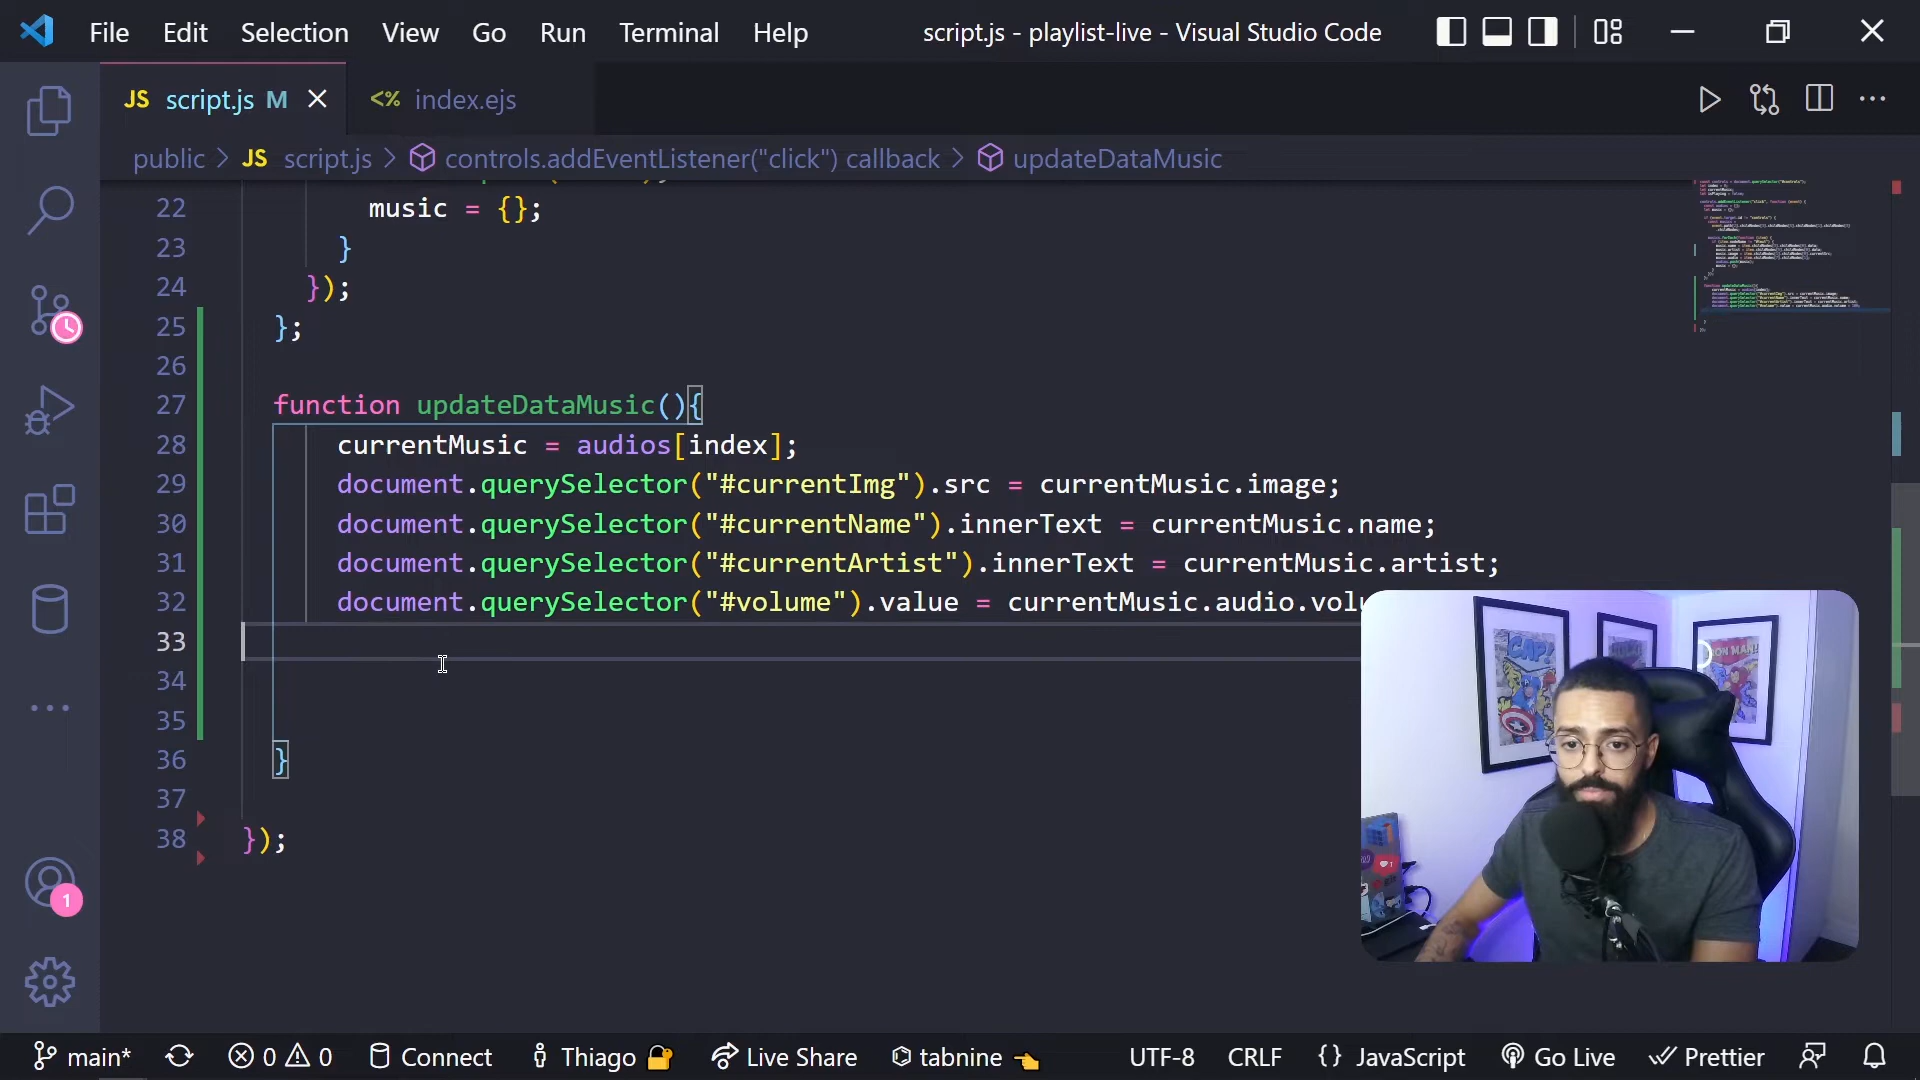 File Edit Selection View Go Run Terminal Help script.js - playlist-live - Visual Studio Code
JS script.js M <% index.ejs
public > JS script.js > controls.addEventListener("click") callback > updateDataMusic
22 music = {};
23 }
24 });
25 };
26
27 function updateDataMusic(){
28 currentMusic = audios[index];
29 document.querySelector("#currentImg").src = currentMusic.image;
30 document.querySelector("#currentName").innerText = currentMusic.name;
31 document.querySelector("#currentArtist").innerText = currentMusic.artist;
32 document.querySelector("#volume").value = currentMusic.audio.volu
33
34
35
36 }
37
38 });
CAP!
IRON MAN!
1
main* 0 0 Connect Thiago Live Share tabnine UTF-8 CRLF {} JavaScript Go Live Prettier